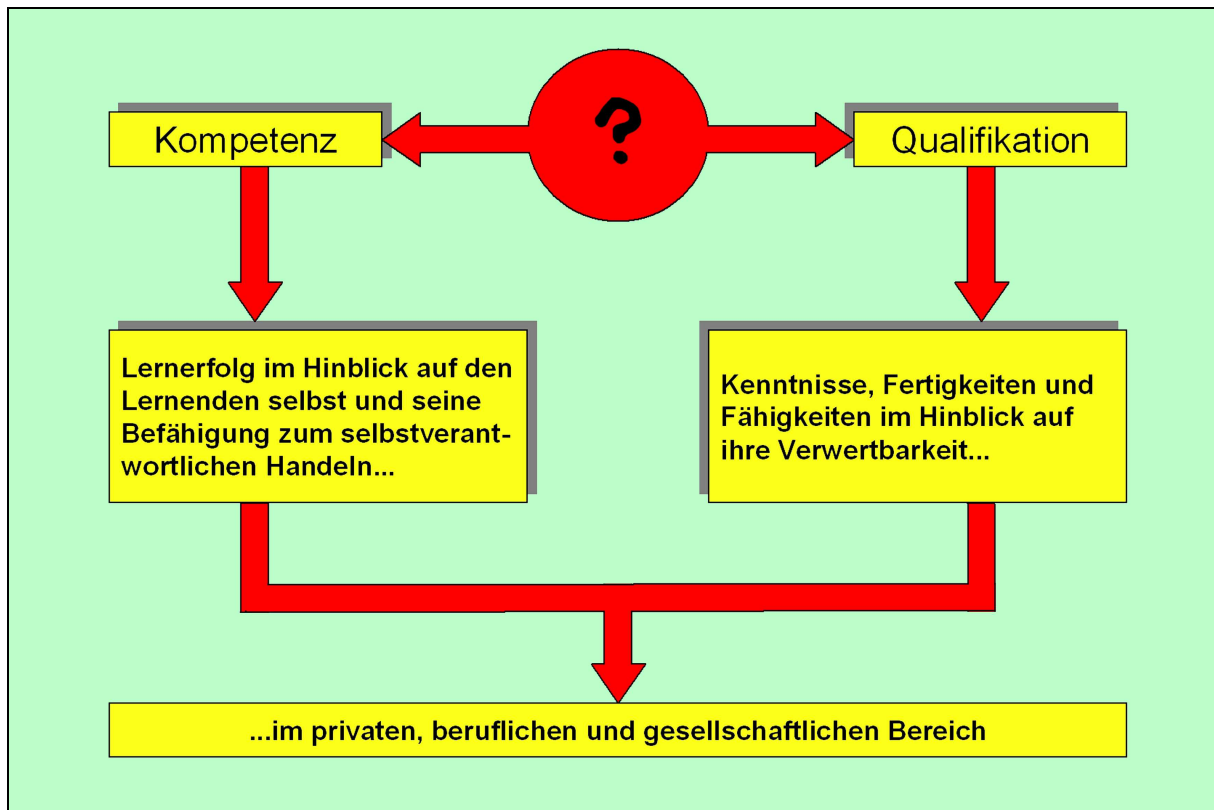 Kompetenz
?
Qualifikation
Lernerfolg im Hinblick auf den
Lernenden selbst und seine
Befähigung zum selbstverant-
wortlichen Handeln...
Kenntnisse, Fertigkeiten und
Fähigkeiten im Hinblick auf
ihre Verwertbarkeit...
...im privaten, beruflichen und gesellschaftlichen Bereich